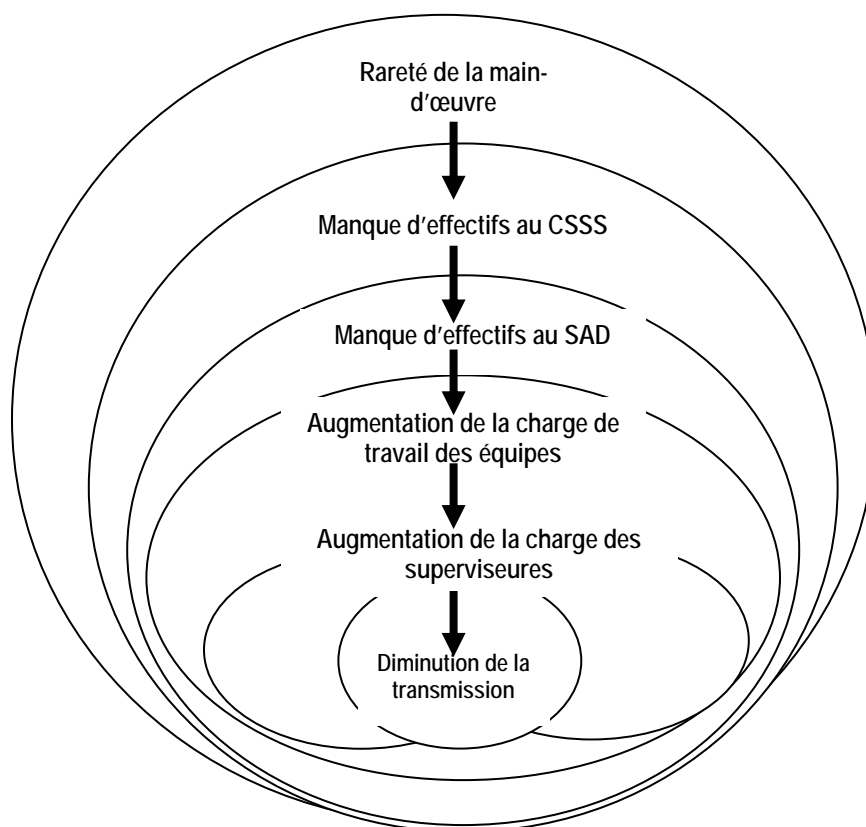 Rareté de la main-
d'œuvre
Manque d'effectifs au CSSS
Manque d'effectifs au SAD
Augmentation de la charge de
travail des équipes
Augmentation de la charge des
superviseures
Diminution de la
transmission